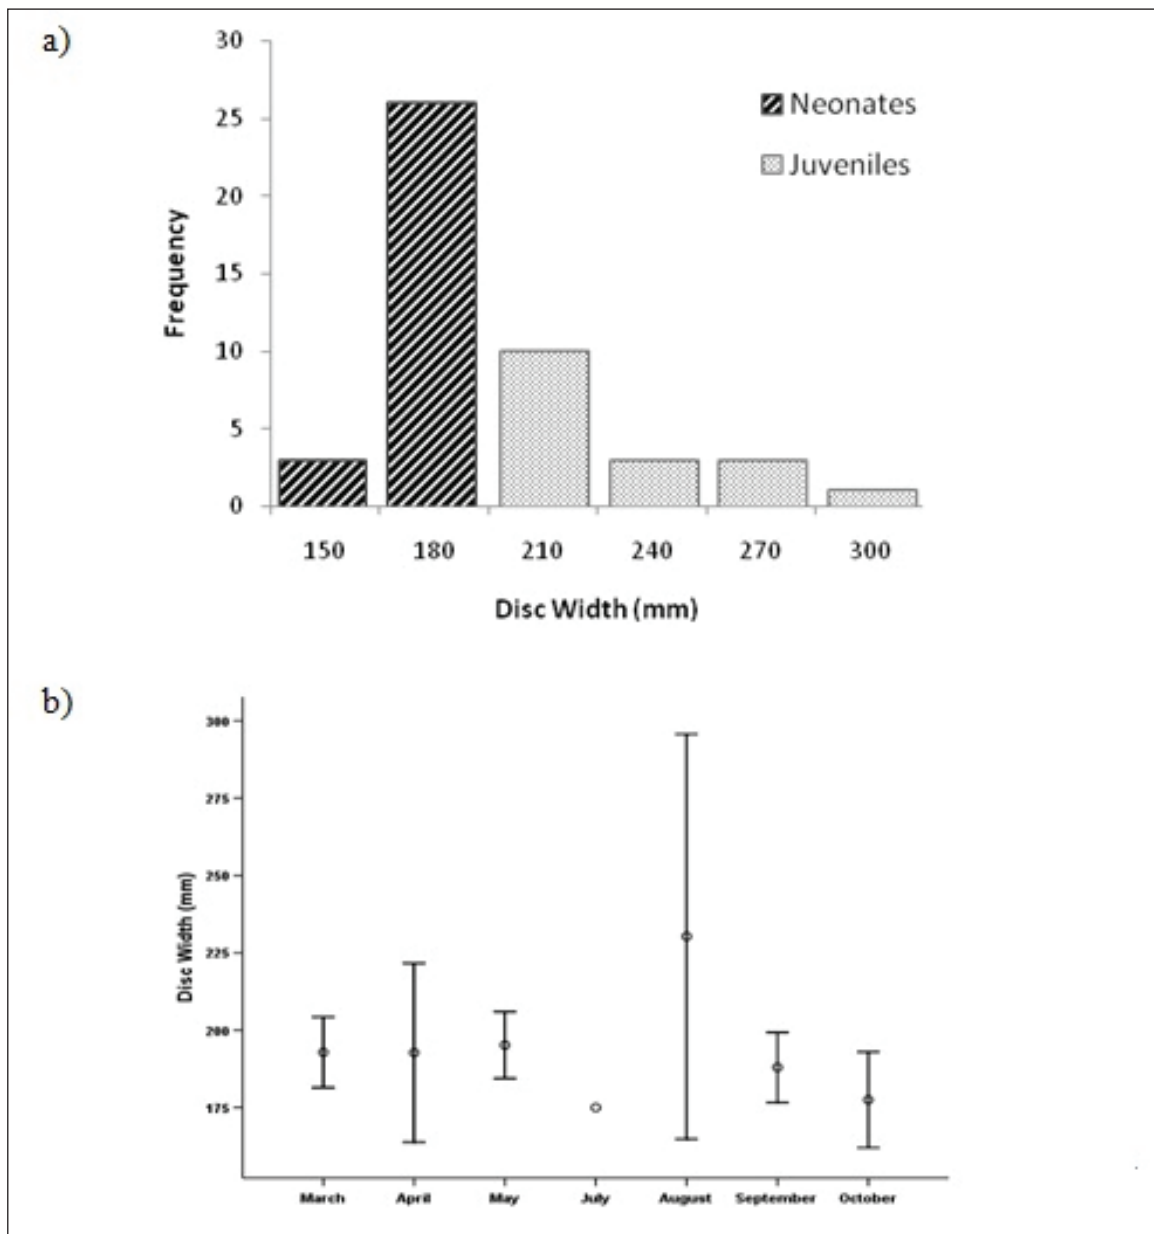 a)
30
25
20
15
10
5
0
Frequency
Neonates
Juveniles
150 180 210 240 270 300
Disc Width (mm)
b)
300
275
250
225
200
175
Disc Width (mm)
March April May July August September October